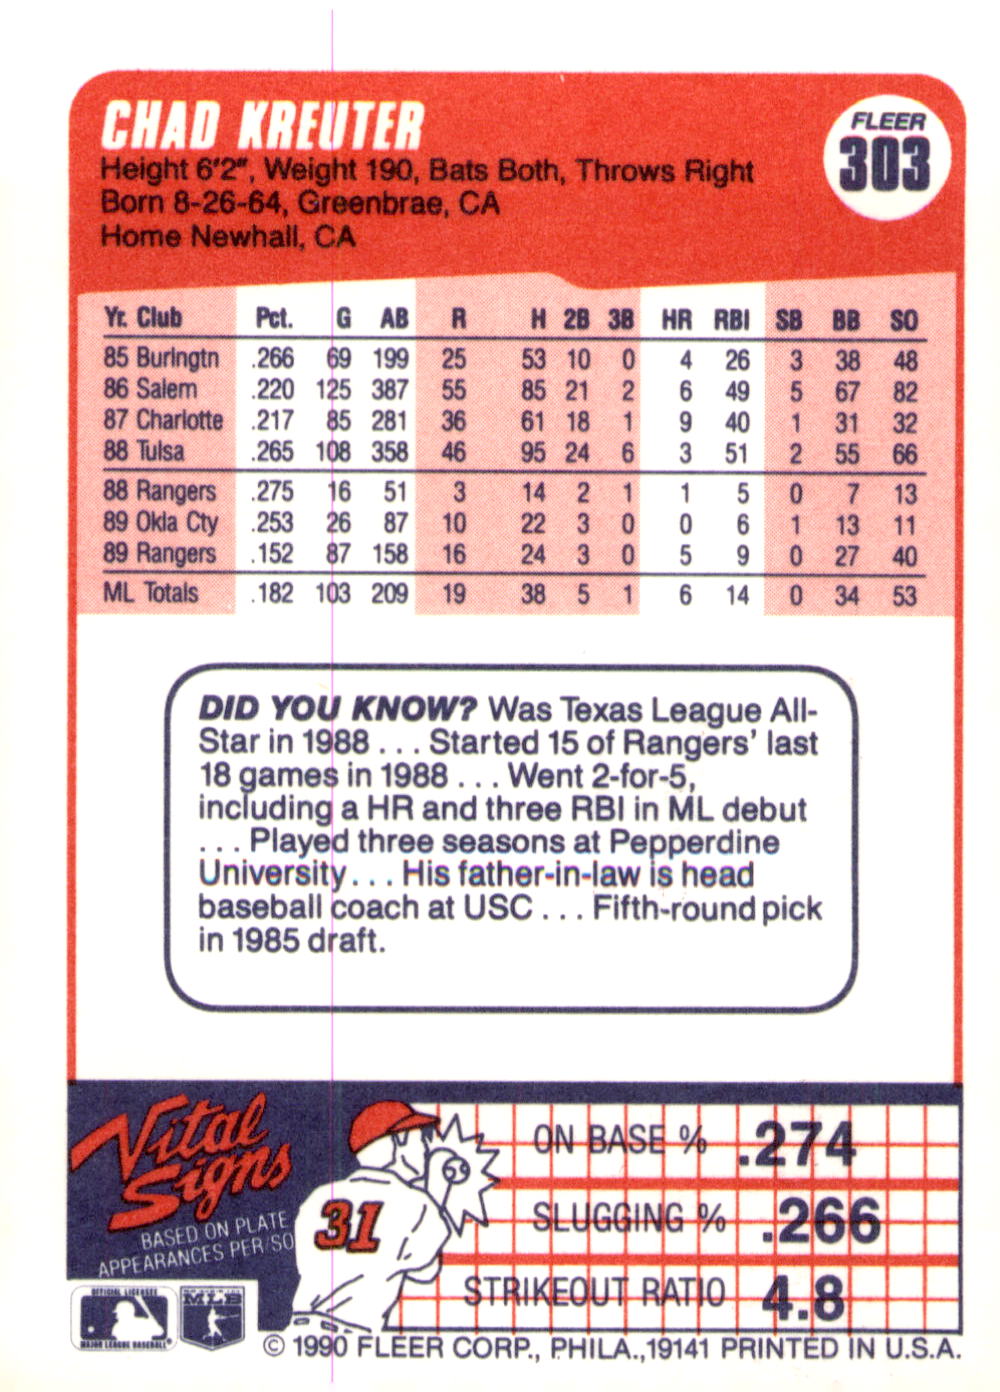 CHAD KREUTER
FLEER
303
Height 6'2", Weight 190, Bats Both, Throws Right
Born 8-26-64, Greenbrae, CA
Home Newhall, CA
Yr. Club Pct. G AB R H 2B 3B HR RBI SB BB SO
85 Burlngtn .266 69 199 25 53 10 0 4 26 3 38 48
86 Salem .220 125 387 55 85 21 2 6 49 5 67 82
87 Charlotte .217 85 281 36 61 18 1 9 40 1 31 32
88 Tulsa .265 108 358 46 95 24 6 3 51 2 55 66
88 Rangers .275 16 51 3 14 2 1 1 5 0 7 13
89 Okla Cty .253 26 87 10 22 3 0 0 6 1 13 11
89 Rangers .152 87 158 16 24 3 0 5 9 0 27 40
ML Totals .182 103 209 19 38 5 1 6 14 0 34 53
DID YOU KNOW? Was Texas League All-
Star in 1988 . . . Started 15 of Rangers' last
18 games in 1988 . . . Went 2-for-5,
including a HR and three RBI in ML debut
. . . Played three seasons at Pepperdine
University. . . His father-in-law is head
baseball coach at USC . . . Fifth-round pick
in 1985 draft.
Vital
Signs
BASED ON PLATE
APPEARANCES PER/SO
31
ON BASE % .274
SLUGGING % .266
STRIKEOUT RATIO 4.8
OFFICIAL LICENSEE
MAJOR LEAGUE BASEBALL
MLB
© 1990 FLEER CORP., PHILA.,19141 PRINTED IN U.S.A.